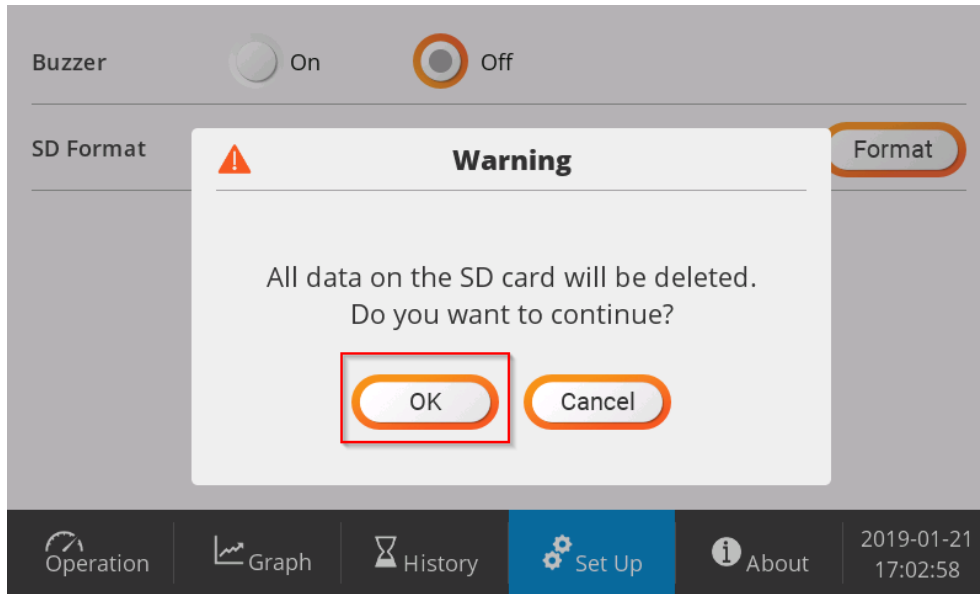 Buzzer On Off
SD Format Format
Warning
All data on the SD card will be deleted.
Do you want to continue?
OK Cancel
Operation Graph History Set Up About 2019-01-21
17:02:58